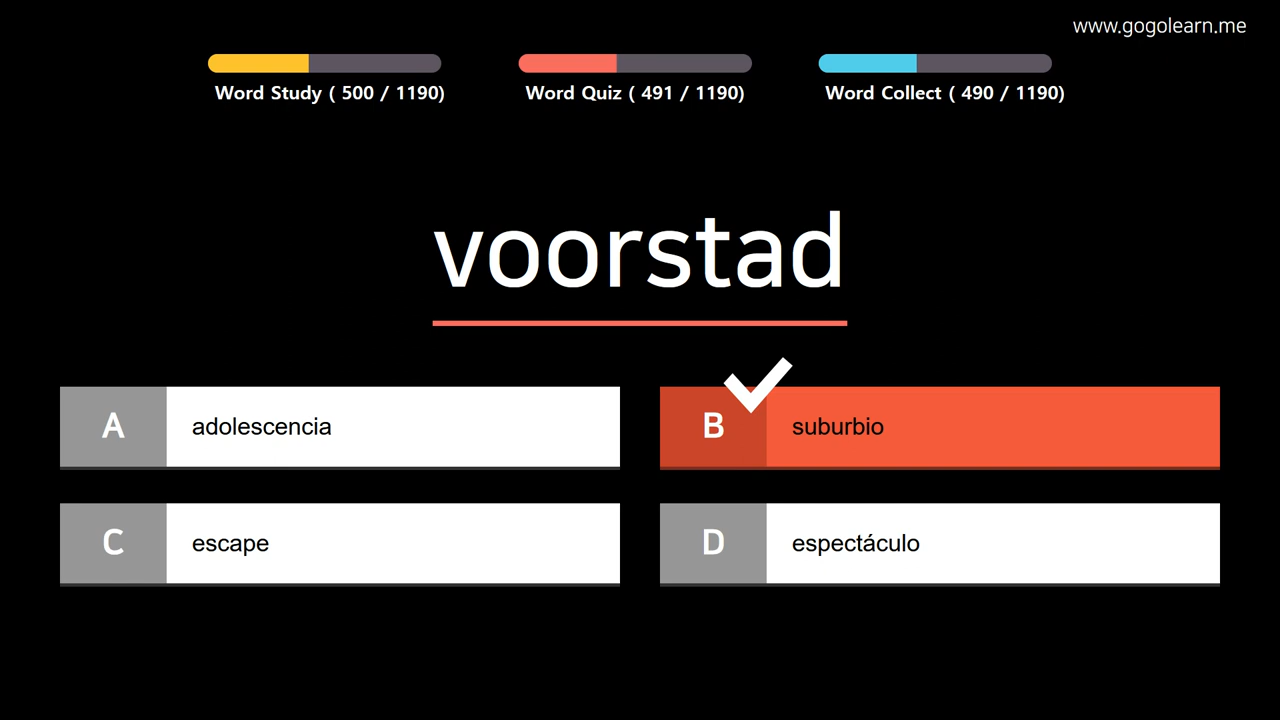 www.gogolearn.me
Word Study ( 500 / 1190)
Word Quiz ( 491 / 1190)
Word Collect ( 490 / 1190)
voorstad
A adolescencia
B suburbio
C escape
D espectáculo